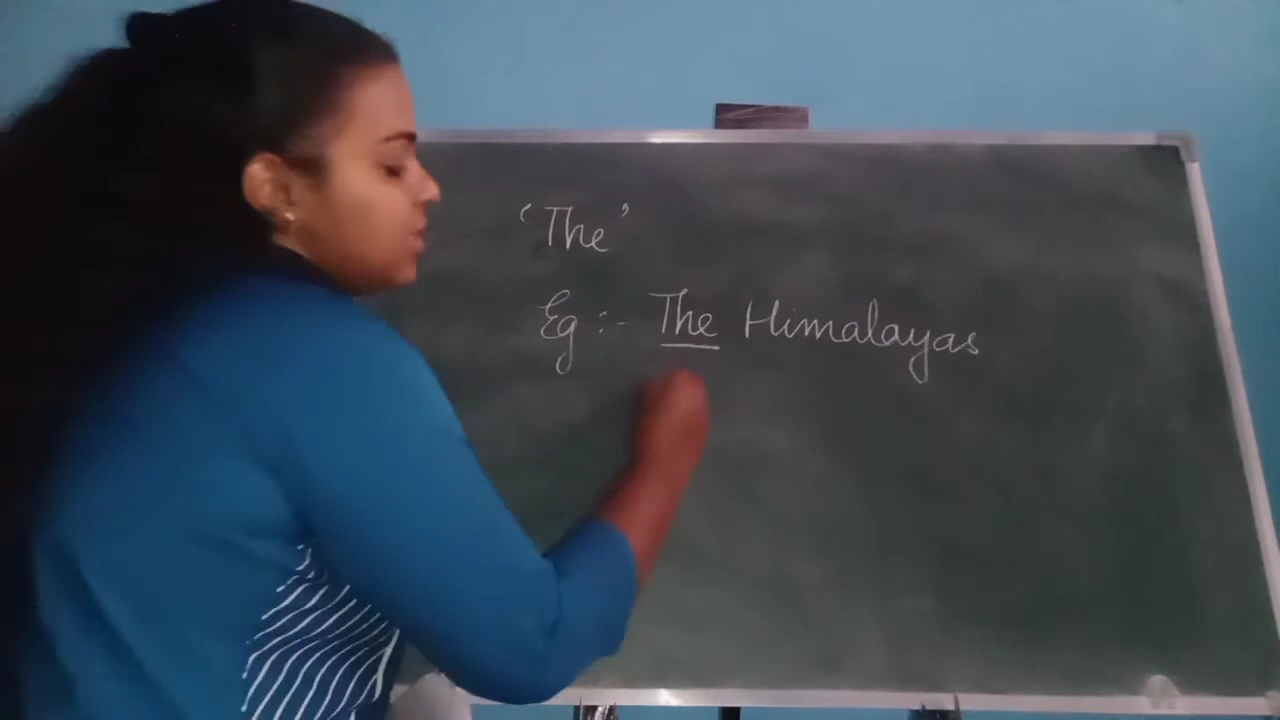 ‘The’
Eg :- The Himalayas